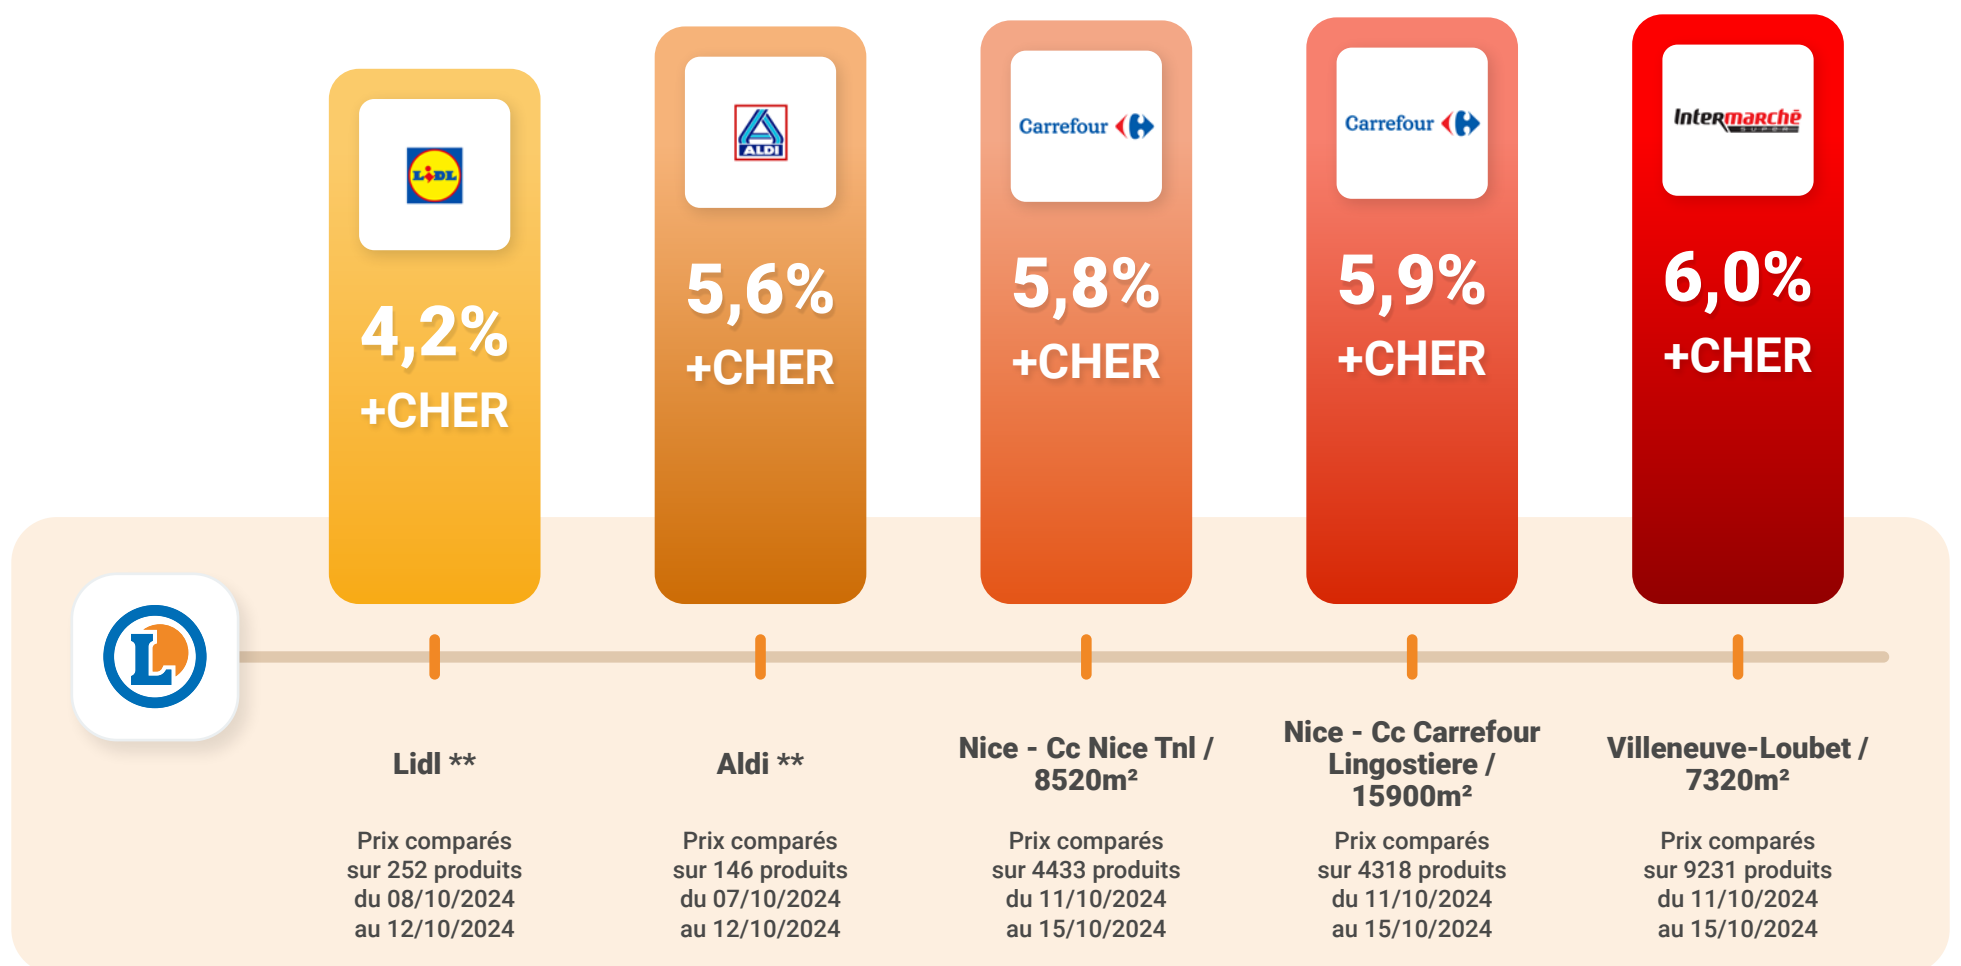 LIDL
4,2%
+CHER
ALDI
5,6%
+CHER
Carrefour
5,8%
+CHER
Carrefour
5,9%
+CHER
Intermarchē
SUPER
6,0%
+CHER
L
Lidl **
Prix comparés
sur 252 produits
du 08/10/2024
au 12/10/2024
Aldi **
Prix comparés
sur 146 produits
du 07/10/2024
au 12/10/2024
Nice - Cc Nice Tnl /
8520m²
Prix comparés
sur 4433 produits
du 11/10/2024
au 15/10/2024
Nice - Cc Carrefour
Lingostiere /
15900m²
Prix comparés
sur 4318 produits
du 11/10/2024
au 15/10/2024
Villeneuve-Loubet /
7320m²
Prix comparés
sur 9231 produits
du 11/10/2024
au 15/10/2024